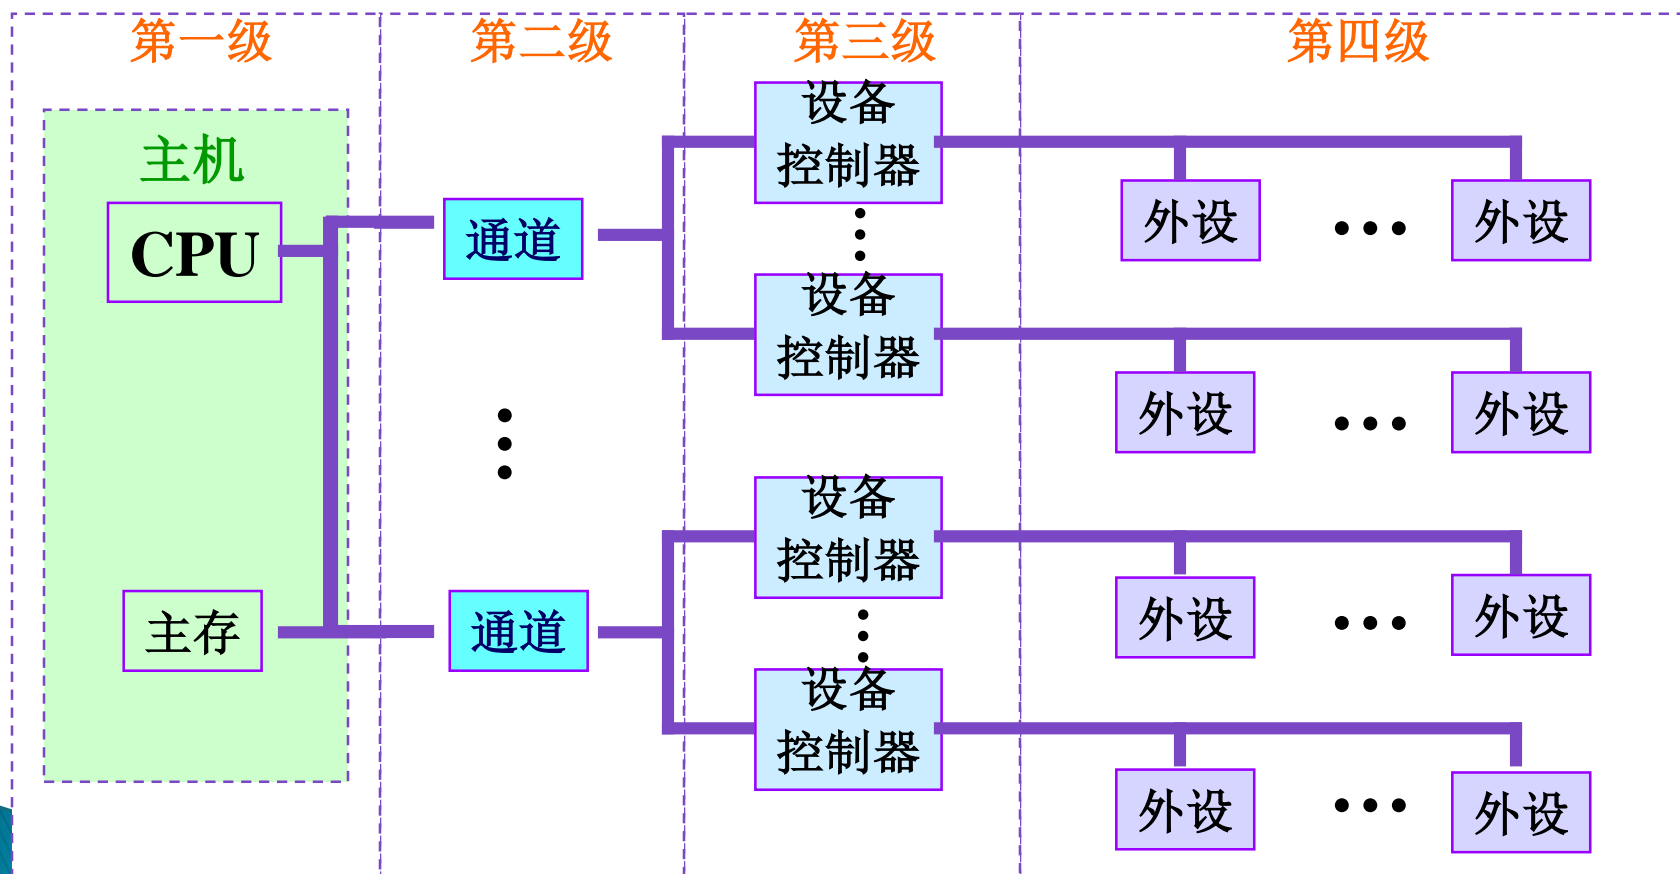 第一级
第二级
第三级
第四级
主机
CPU
主存
通道
通道
设备
控制器
设备
控制器
设备
控制器
设备
控制器
外设
外设
外设
外设
外设
外设
外设
外设